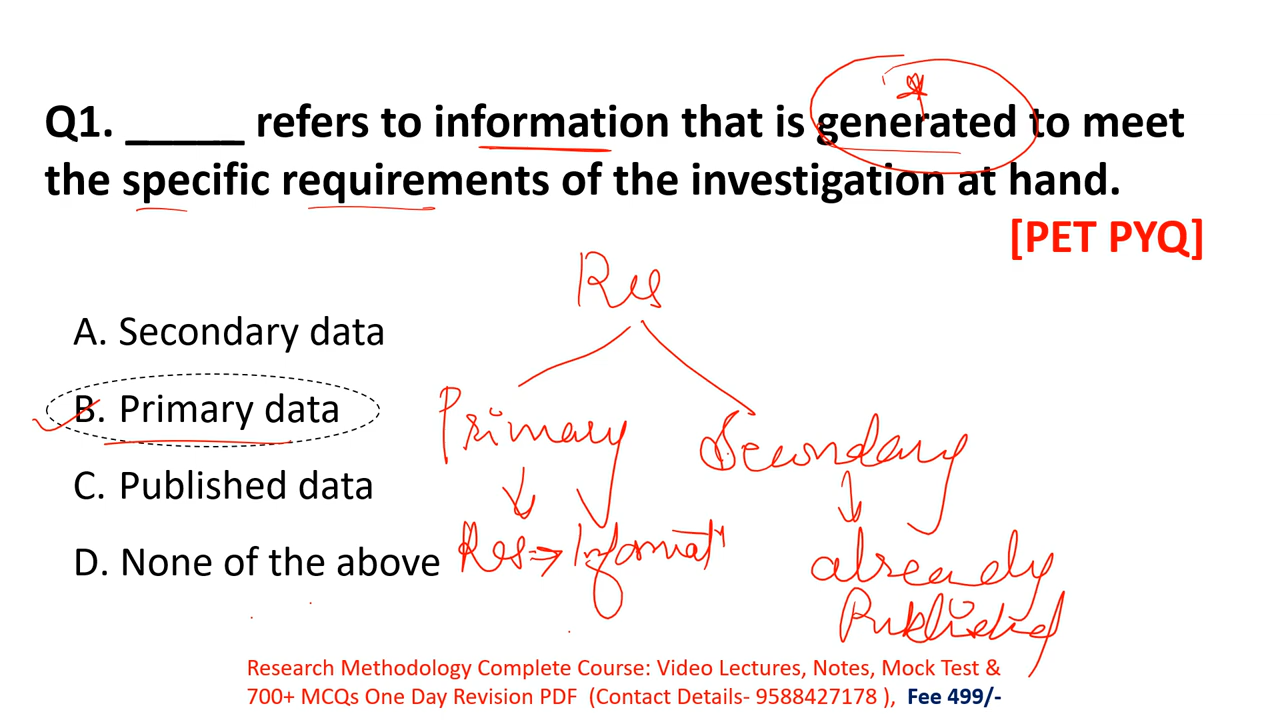 Q1. _____ refers to information that is generated to meet
the specific requirements of the investigation at hand.
[PET PYQ]
Res
A. Secondary data
B. Primary data
Primary
Secondary
C. Published data
D. None of the above
Res => Informat
already
Published
Research Methodology Complete Course: Video Lectures, Notes, Mock Test &
700+ MCQs One Day Revision PDF (Contact Details- 9588427178 ), Fee 499/-